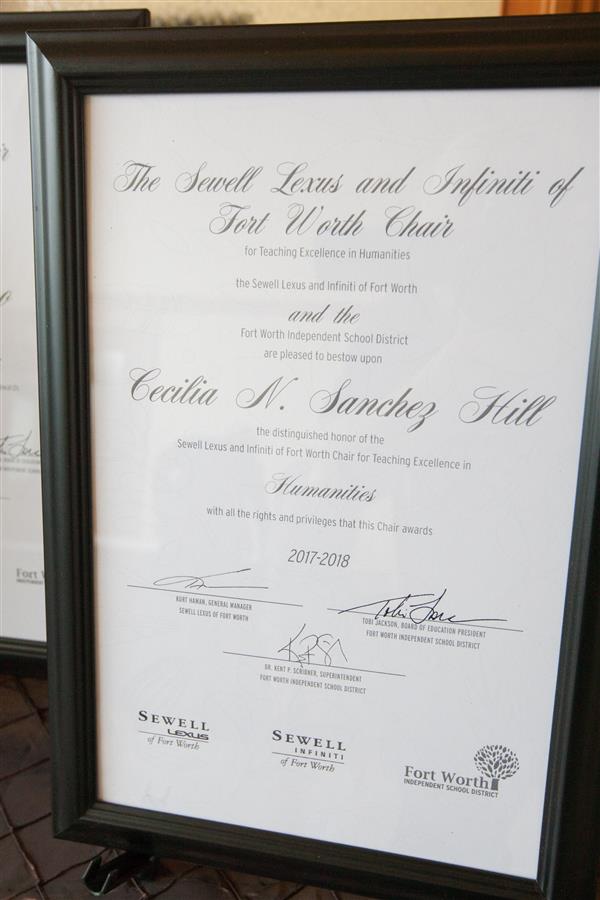 The Sewell Lexus and Infiniti of
Fort Worth Chair
for Teaching Excellence in Humanities
the Sewell Lexus and Infiniti of Fort Worth
and the
Fort Worth Independent School District
are pleased to bestow upon
Cecilia N. Sanchez Hill
the distinguished honor of the
Sewell Lexus and Infiniti of Fort Worth Chair for Teaching Excellence in
Humanities
with all the rights and privileges that this Chair awards
2017-2018
KURT HAMAN, GENERAL MANAGER
SEWELL LEXUS OF FORT WORTH
TOBI JACKSON, BOARD OF EDUCATION PRESIDENT
FORT WORTH INDEPENDENT SCHOOL DISTRICT
DR. KENT P. SCRIBNER, SUPERINTENDENT
FORT WORTH INDEPENDENT SCHOOL DISTRICT
SEWELL
LEXUS
of Fort Worth
SEWELL
INFINITI
of Fort Worth
Fort Worth
INDEPENDENT SCHOOL DISTRICT